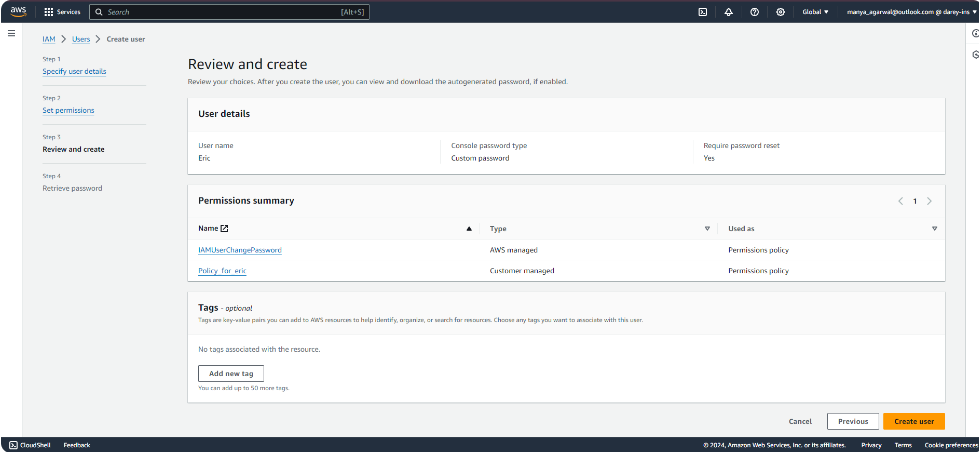 aws Services Search [Alt+S] Global ▼ manya_agarwal@outlook.com @ darey-ins ▼
IAM > Users > Create user
Step 1
Specify user details
Step 2
Set permissions
Step 3
Review and create
Step 4
Retrieve password
Review and create
Review your choices. After you create the user, you can view and download the autogenerated password, if enabled.
User details
User name Console password type Require password reset
Eric Custom password Yes
Permissions summary < 1 >
Name Type Used as
IAMUserChangePassword AWS managed Permissions policy
Policy_for_eric Customer managed Permissions policy
Tags - optional
Tags are key-value pairs you can add to AWS resources to help identify, organize, or search for resources. Choose any tags you want to associate with this user.
No tags associated with the resource.
Add new tag
You can add up to 50 more tags.
Cancel Previous Create user
CloudShell Feedback © 2024, Amazon Web Services, Inc. or its affiliates. Privacy Terms Cookie preferences